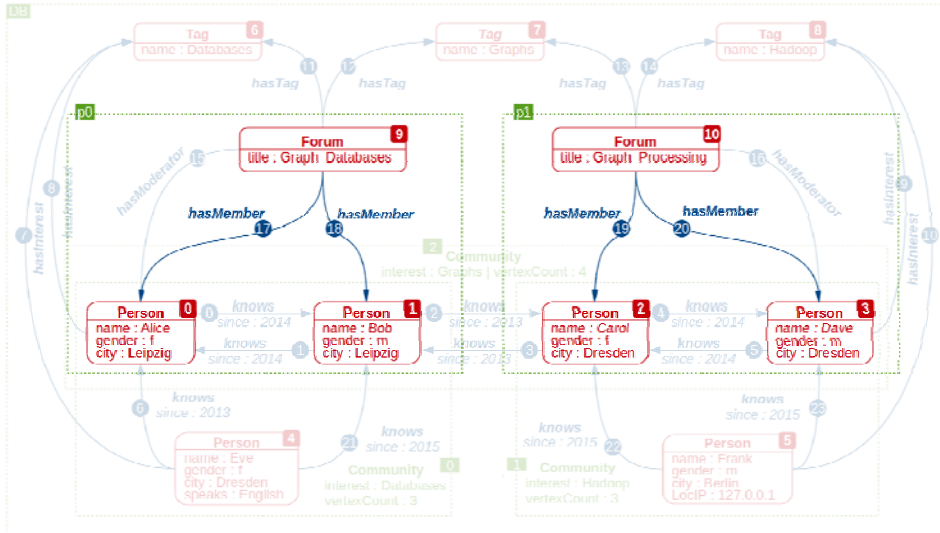 DB
Tag 6
name : Databases
Tag 7
name : Graphs
Tag 8
name : Hadoop
11 12 13 14
hasTag hasTag hasTag hasTag
p0 p1
Forum 9
title : Graph Databases
Forum 10
title : Graph Processing
15 hasModerator
16 hasModerator
8 hasInterest
7 hasInterest
9 hasInterest
10 hasInterest
hasMember 17
hasMember 18
hasMember 19
hasMember 20
2 Community
interest : Graphs | vertexCount : 4
Person 0
name : Alice
gender : f
city : Leipzig
knows 0
since : 2014
knows 1
since : 2014
Person 1
name : Bob
gender : m
city : Leipzig
knows 2
since : 2013
knows 3
since : 2013
Person 2
name : Carol
gender : f
city : Dresden
knows 4
since : 2014
knows 5
since : 2014
Person 3
name : Dave
gender : m
city : Dresden
6 knows
since : 2013
knows
since : 2015
21
knows
since : 2015
22
knows 23
since : 2015
Person 4
name : Eve
gender : f
city : Dresden
speaks : English
Community 0
interest : Databases
vertexCount : 3
1 Community
interest : Hadoop
vertexCount : 3
Person 5
name : Frank
gender : m
city : Berlin
LocIP : 127.0.0.1